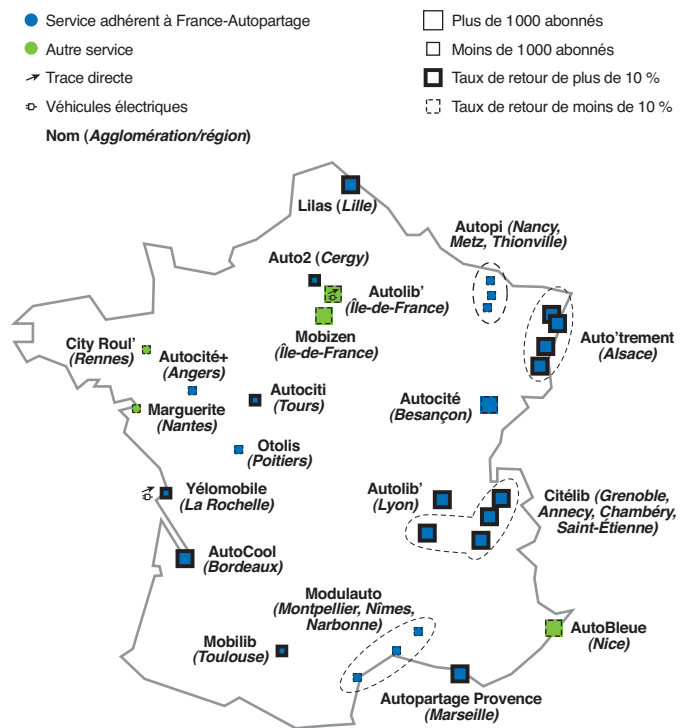 Service adhérent à France-Autopartage
Autre service
Trace directe
Véhicules électriques
Nom (Agglomération/région)
Plus de 1000 abonnés
Moins de 1000 abonnés
Taux de retour de plus de 10 %
Taux de retour de moins de 10 %
Lilas (Lille)
Autopi (Nancy,
Metz, Thionville)
Auto2 (Cergy)
Autolib'
(Île-de-France)
Mobizen
(Île-de-France)
Auto'trement
(Alsace)
City Roul'
(Rennes)
Autocité+
(Angers)
Marguerite
(Nantes)
Autociti
(Tours)
Autocité
(Besançon)
Otolis
(Poitiers)
Yélomobile
(La Rochelle)
Autolib'
(Lyon)
Citélib (Grenoble,
Annecy, Chambéry,
Saint-Étienne)
AutoCool
(Bordeaux)
Modulauto
(Montpellier, Nîmes,
Narbonne)
Mobilib
(Toulouse)
AutoBleue
(Nice)
Autopartage Provence
(Marseille)